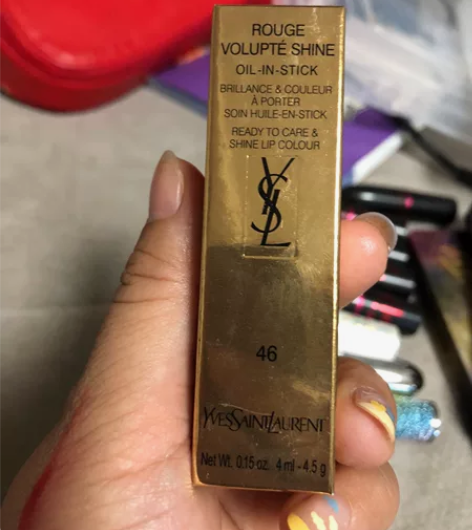 ROUGE
VOLUPTÉ SHINE
OIL-IN-STICK
BRILLANCE & COULEUR
À PORTER
SOIN HUILE-EN-STICK
READY TO CARE &
SHINE LIP COLOUR
YSL
46
YVESSAINTLAURENT
Net Wt. 0.15 oz. 4 ml - 4.5 g